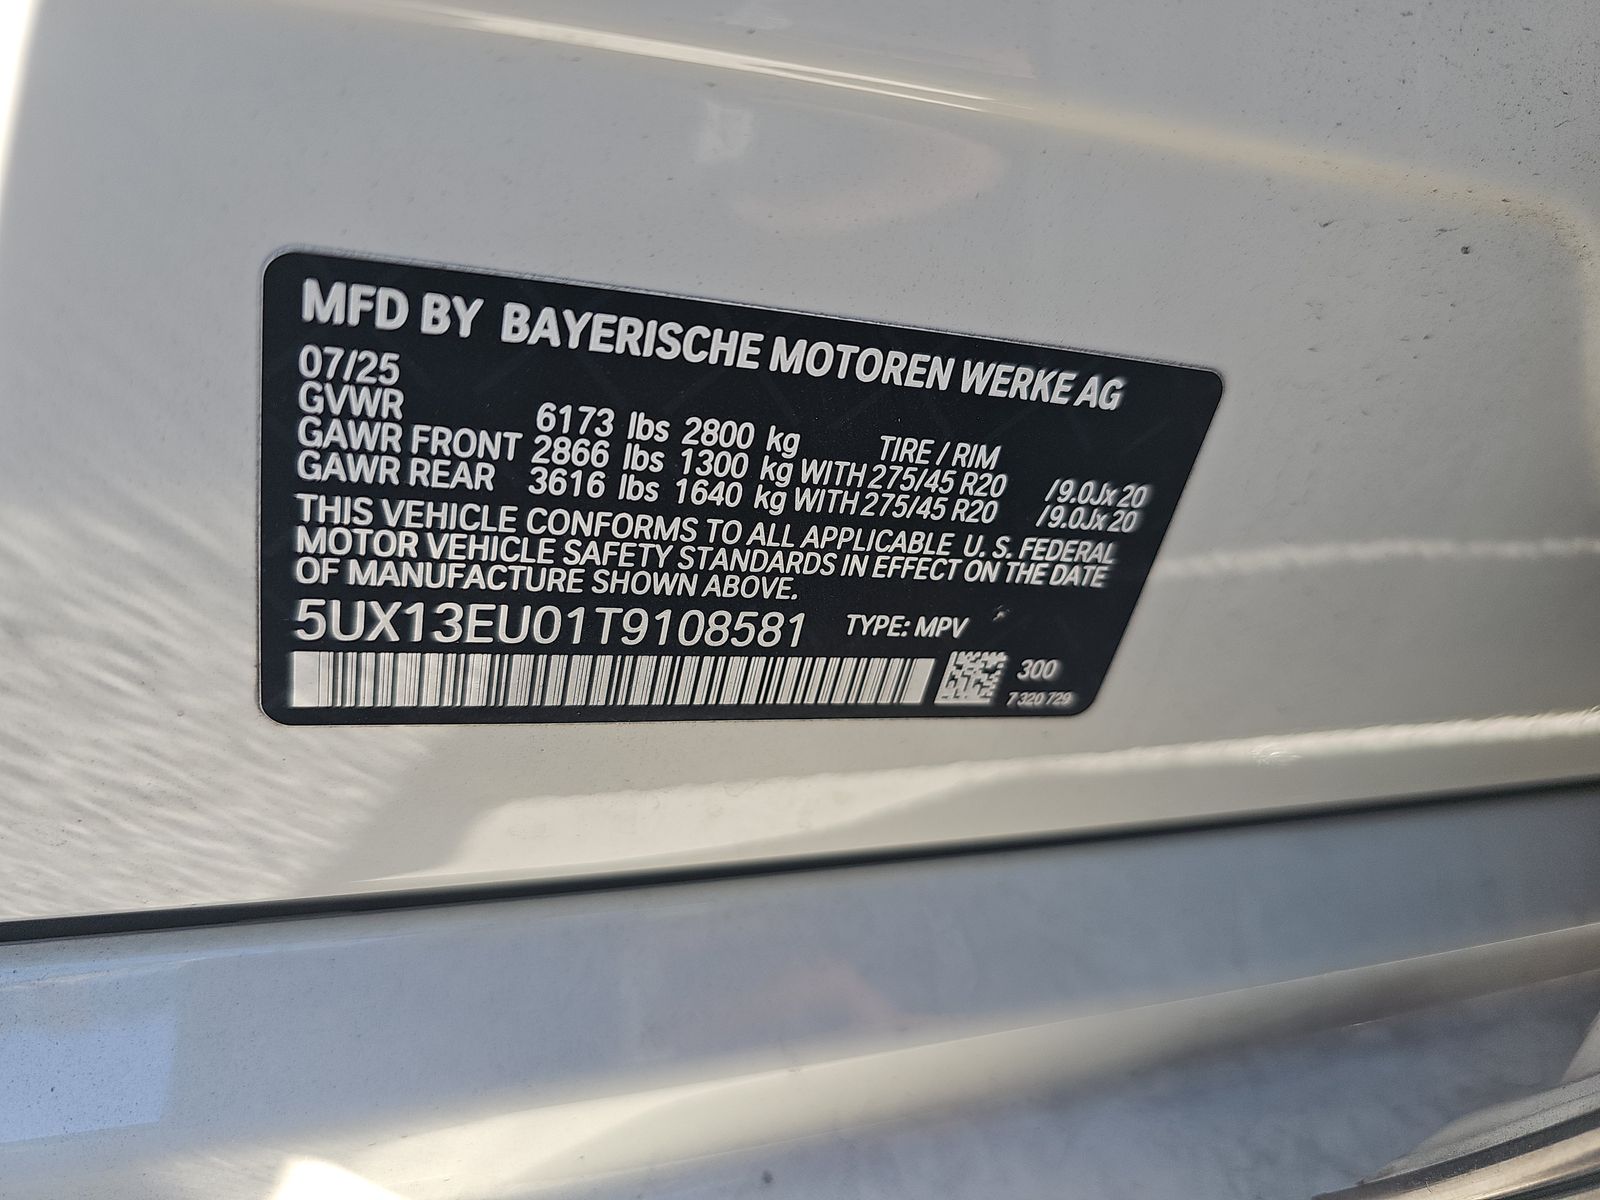 MFD BY BAYERISCHE MOTOREN WERKE AG
07/25
GVWR 6173 lbs 2800 kg TIRE / RIM
GAWR FRONT 2866 lbs 1300 kg WITH 275/45 R20 /9.0Jx20
GAWR REAR 3616 lbs 1640 kg WITH 275/45 R20 /9.0Jx20
THIS VEHICLE CONFORMS TO ALL APPLICABLE U. S. FEDERAL
MOTOR VEHICLE SAFETY STANDARDS IN EFFECT ON THE DATE
OF MANUFACTURE SHOWN ABOVE.
5UX13EU01T9108581 TYPE: MPV
300
7 320 729